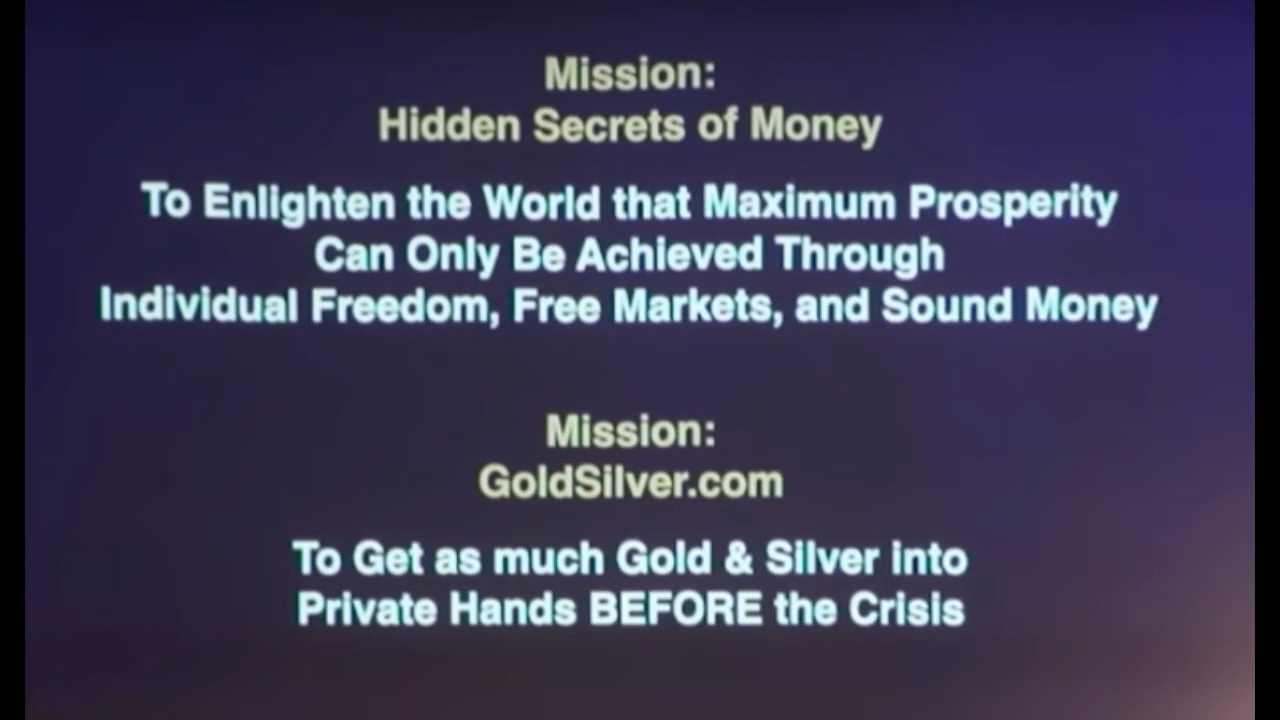 Mission:
Hidden Secrets of Money
To Enlighten the World that Maximum Prosperity
Can Only Be Achieved Through
Individual Freedom, Free Markets, and Sound Money
Mission:
GoldSilver.com
To Get as much Gold & Silver into
Private Hands BEFORE the Crisis